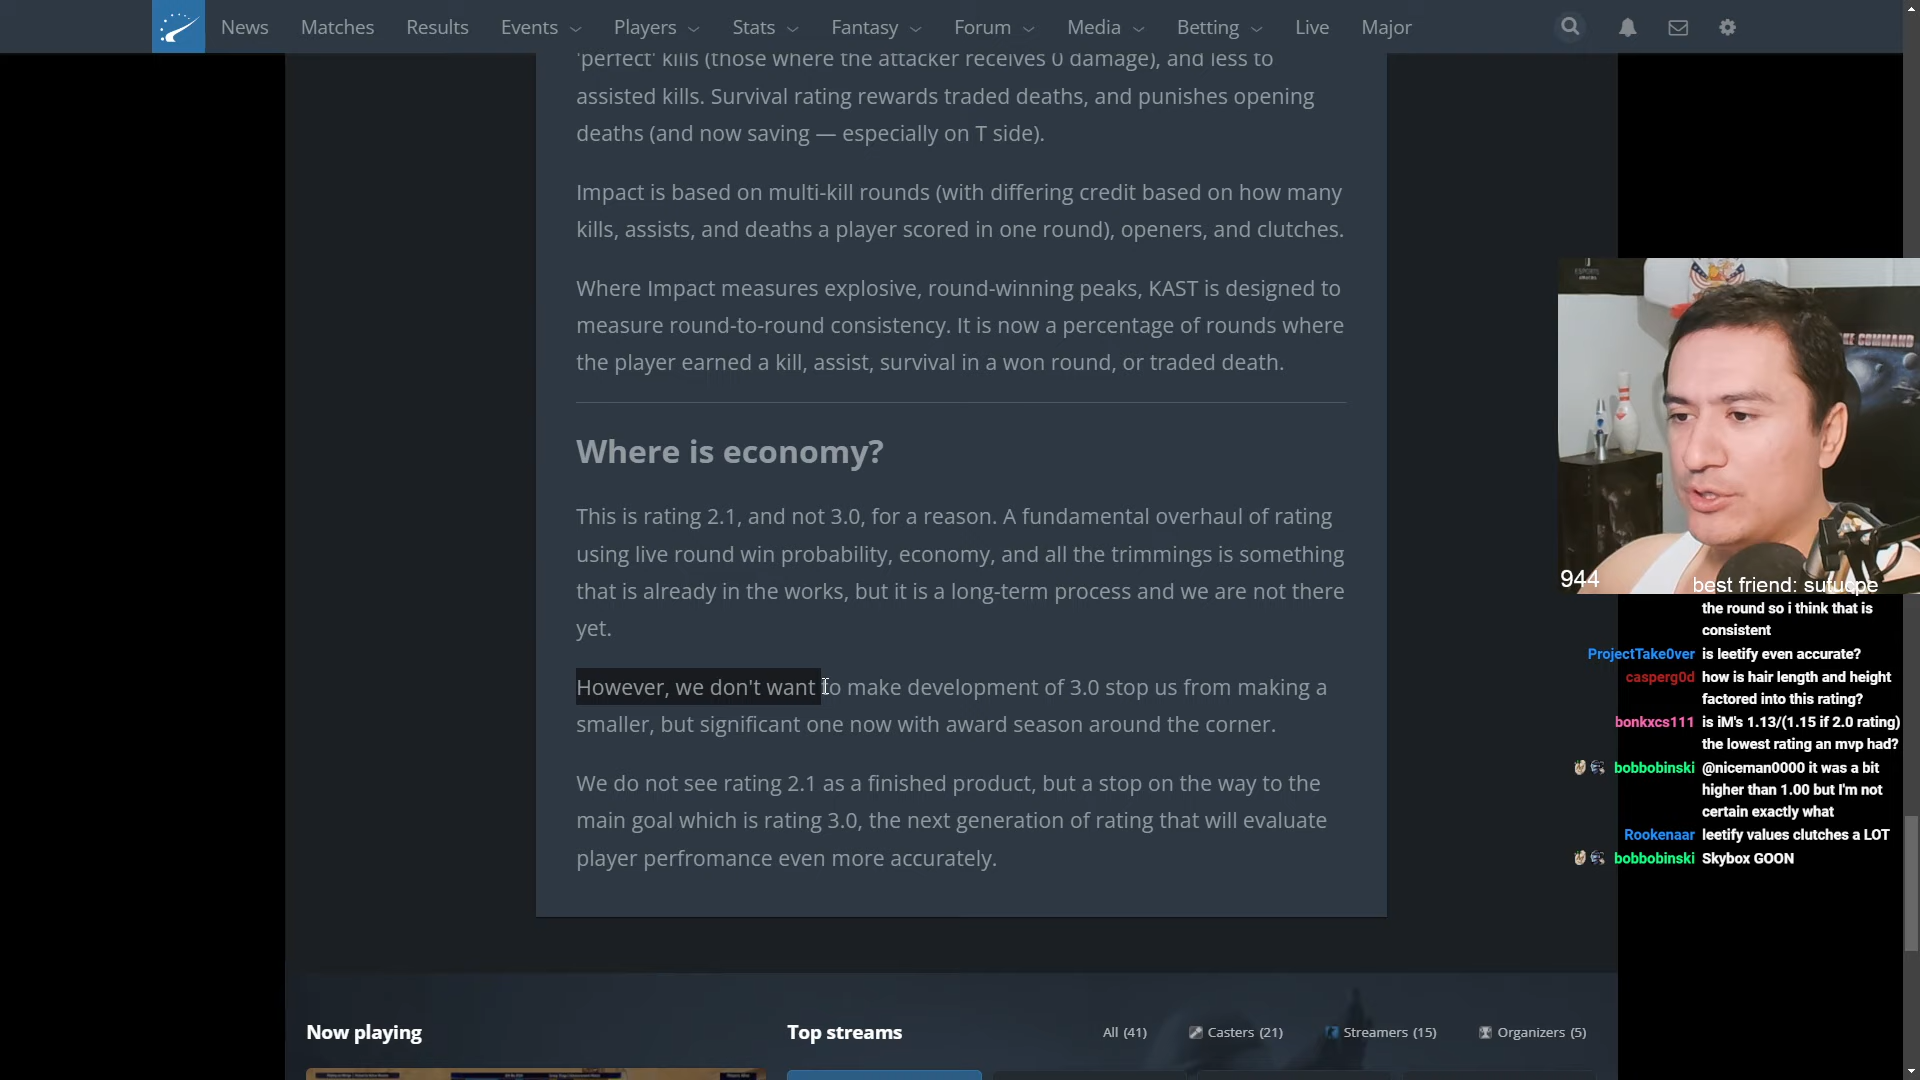 News Matches Results Events Players Stats Fantasy Forum Media Betting Live Major
'perfect' kills (those where the attacker receives 0 damage), and less to
assisted kills. Survival rating rewards traded deaths, and punishes opening
deaths (and now saving — especially on T side).
Impact is based on multi-kill rounds (with differing credit based on how many
kills, assists, and deaths a player scored in one round), openers, and clutches.
Where Impact measures explosive, round-winning peaks, KAST is designed to
measure round-to-round consistency. It is now a percentage of rounds where
the player earned a kill, assist, survival in a won round, or traded death.
Where is economy?
This is rating 2.1, and not 3.0, for a reason. A fundamental overhaul of rating
using live round win probability, economy, and all the trimmings is something
that is already in the works, but it is a long-term process and we are not there
yet.
However, we don't want to make development of 3.0 stop us from making a
smaller, but significant one now with award season around the corner.
We do not see rating 2.1 as a finished product, but a stop on the way to the
main goal which is rating 3.0, the next generation of rating that will evaluate
player perfromance even more accurately.
Now playing
Top streams
All (41) Casters (21) Streamers (15) Organizers (5)
COMMAND
944
best friend: sufucpe
the round so i think that is
consistent
ProjectTake0ver is leetify even accurate?
casperg0d how is hair length and height
factored into this rating?
bonkxcs111 is iM's 1.13/(1.15 if 2.0 rating)
the lowest rating an mvp had?
bobbobinski @niceman0000 it was a bit
higher than 1.00 but I'm not
certain exactly what
Rookenaar leetify values clutches a LOT
bobbobinski Skybox GOON